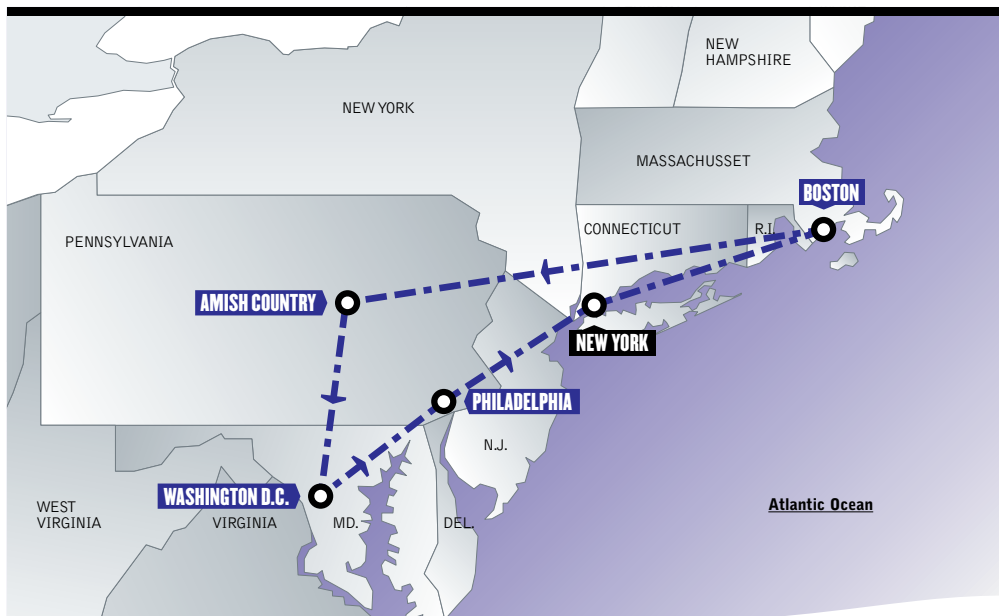 NEW
HAMPSHIRE
NEW YORK
MASSACHUSSET
BOSTON
CONNECTICUT
R.I.
PENNSYLVANIA
AMISH COUNTRY
NEW YORK
PHILADELPHIA
N.J.
WASHINGTON D.C.
WEST
VIRGINIA
VIRGINIA
MD.
DEL.
Atlantic Ocean